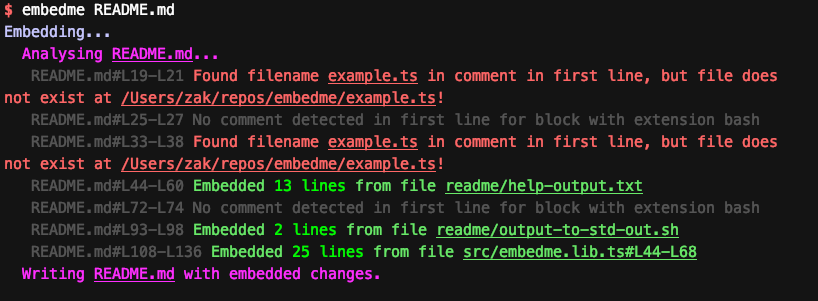 $ embedme README.md
Embedding...
Analysing README.md...
README.md#L19-L21 Found filename example.ts in comment in first line, but file does
not exist at /Users/zak/repos/embedme/example.ts!
README.md#L25-L27 No comment detected in first line for block with extension bash
README.md#L33-L38 Found filename example.ts in comment in first line, but file does
not exist at /Users/zak/repos/embedme/example.ts!
README.md#L44-L60 Embedded 13 lines from file readme/help-output.txt
README.md#L72-L74 No comment detected in first line for block with extension bash
README.md#L93-L98 Embedded 2 lines from file readme/output-to-std-out.sh
README.md#L108-L136 Embedded 25 lines from file src/embedme.lib.ts#L44-L68
Writing README.md with embedded changes.